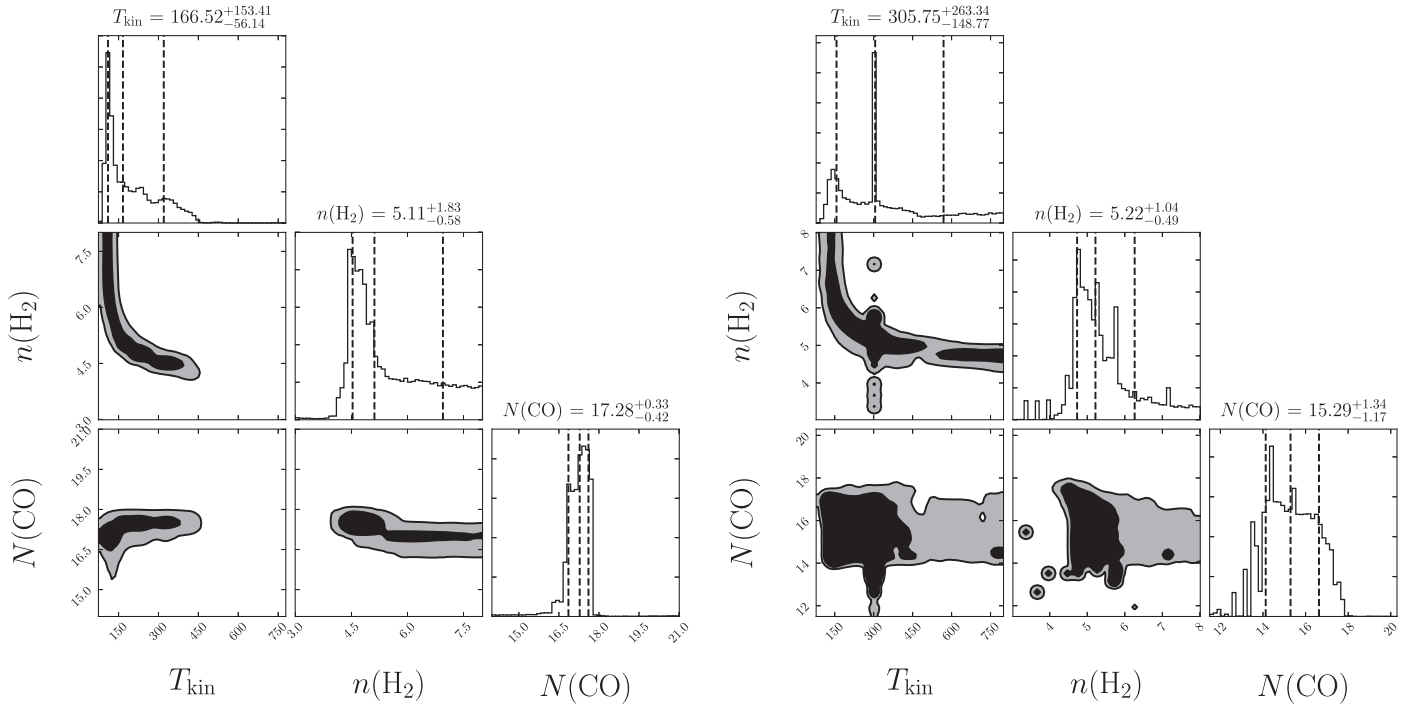 T_kin = 166.52 +153.41 −56.14
T_kin = 305.75 +263.34 −148.77
n(H₂) = 5.11 +1.83 −0.58
n(H₂) = 5.22 +1.04 −0.49
N(CO) = 17.28 +0.33 −0.42
N(CO) = 15.29 +1.34 −1.17
n(H₂)
7.5
6.0
4.5
3.0
n(H₂)
8
7
6
5
4
N(CO)
21.0
19.5
18.0
16.5
15.0
N(CO)
20
18
16
14
12
150 300 450 600 750
3.0 4.5 6.0 7.5
15.0 16.5 18.0 19.5 21.0
150 300 450 600 750
4 5 6 7 8
12 14 16 18 20
T_kin n(H₂) N(CO)
T_kin n(H₂) N(CO)